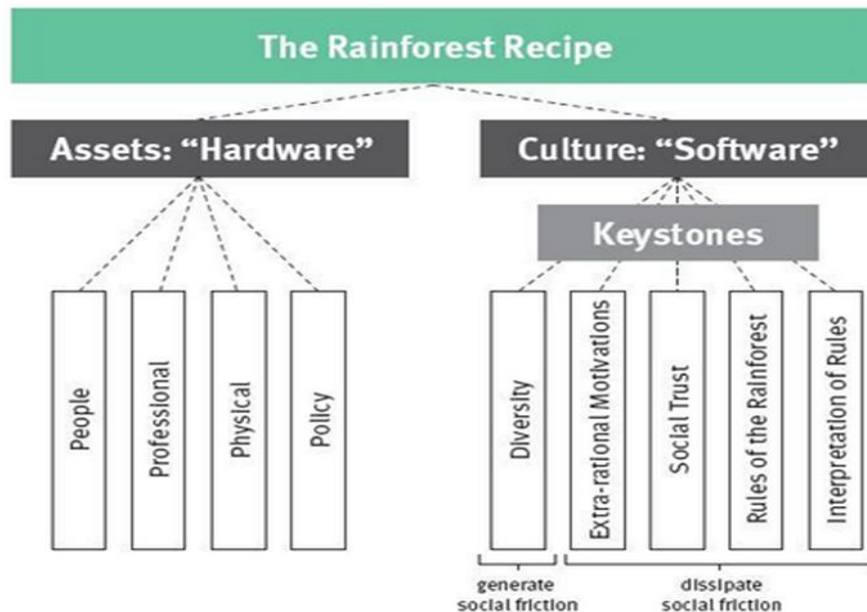 The Rainforest Recipe
Assets: “Hardware”
Culture: “Software”
Keystones
People
Professional
Physical
Policy
Diversity
Extra-rational Motivations
Social Trust
Rules of the Rainforest
Interpretation of Rules
generate
social friction
dissipate
social friction